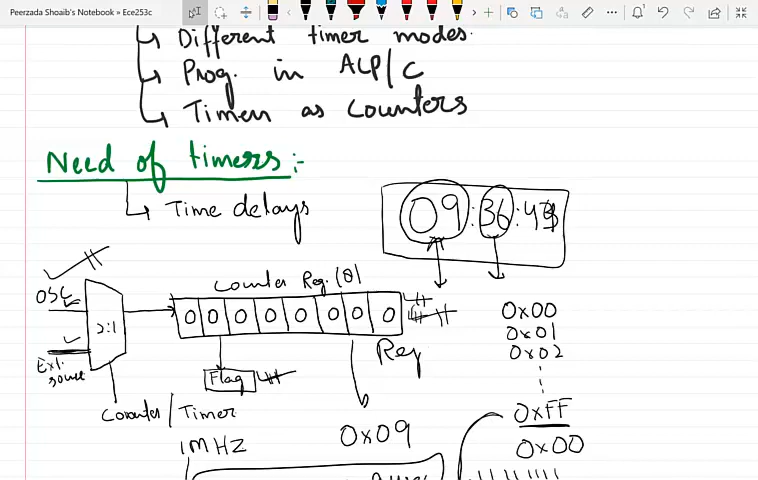 Peerzada Shoaib's Notebook » Ece253c
Different timer modes.
Prog. in ALP/C
Timers as counters
Need of timers:-
Time delays
09:36:43
Counter Reg. (8)
OSC
2:1
0 0 0 0 0 0 0 0
Ext. source
Reg
Flag
Counter/Timer
1MHZ
0x09
0x00
0x01
0x02
0xFF
0x00